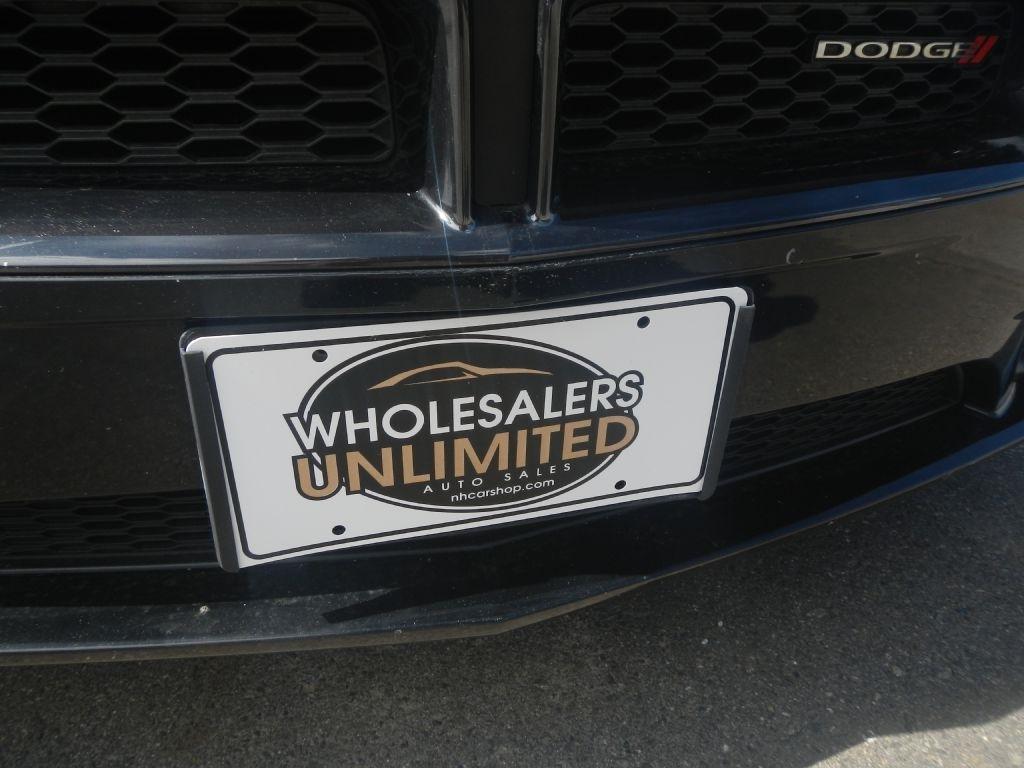 DODGE
WHOLESALERS
UNLIMITED
AUTO SALES
nhcarshop.com